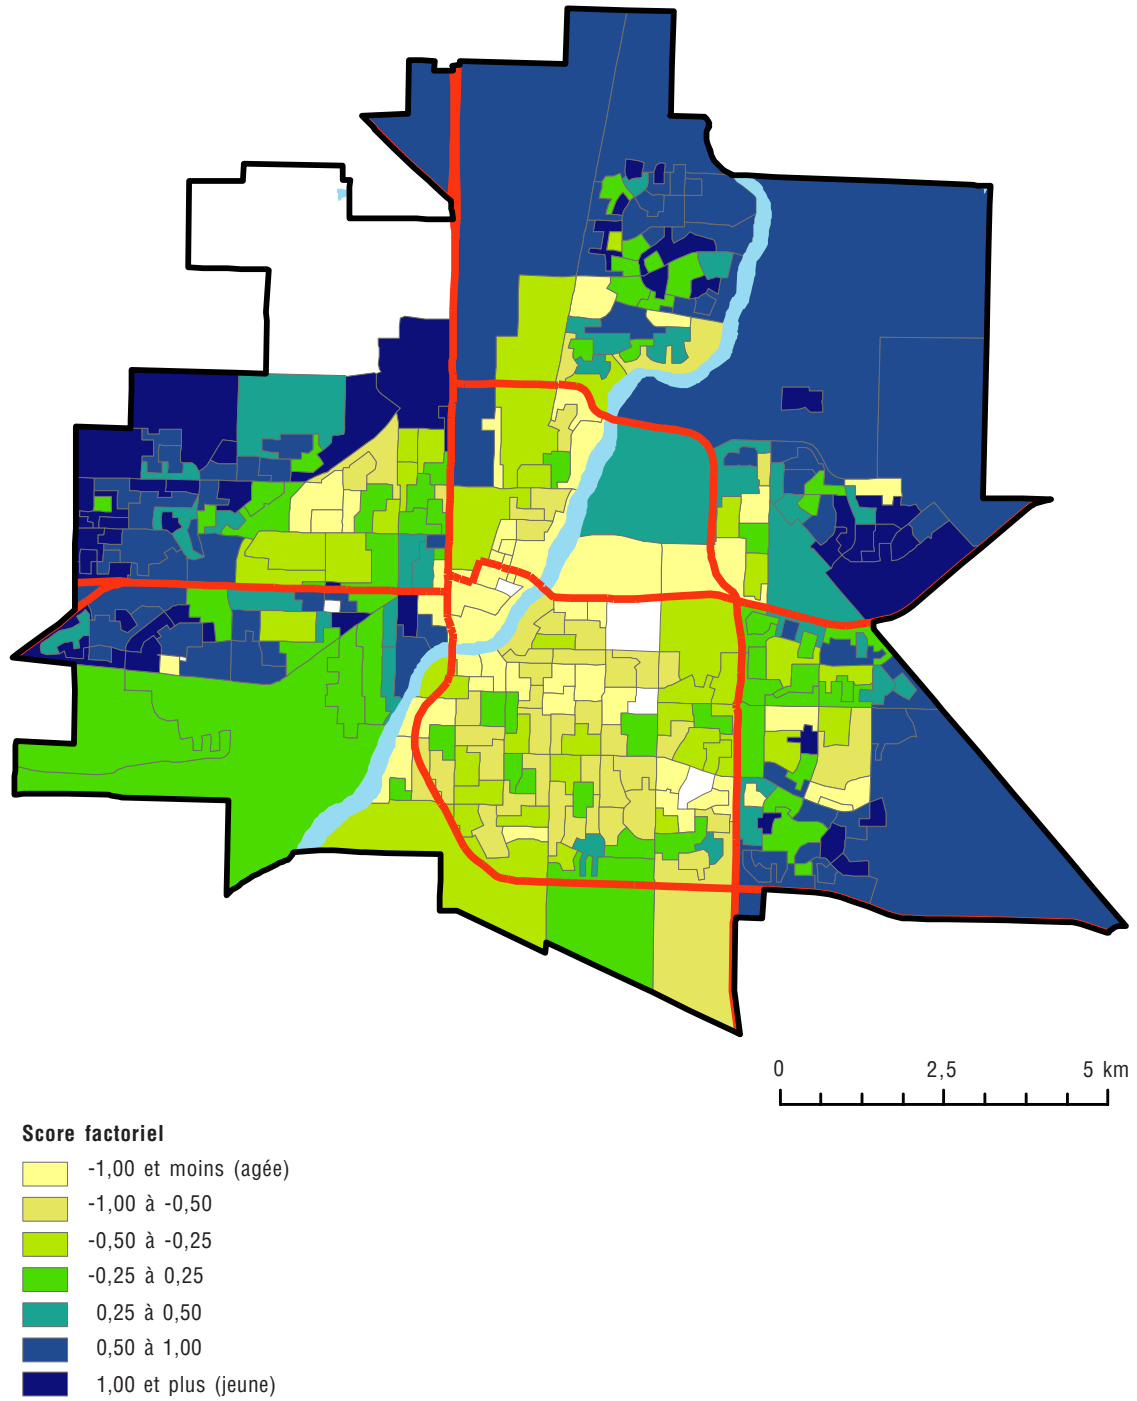 0 2,5 5 km
Score factoriel
-1,00 et moins (agée)
-1,00 à -0,50
-0,50 à -0,25
-0,25 à 0,25
0,25 à 0,50
0,50 à 1,00
1,00 et plus (jeune)